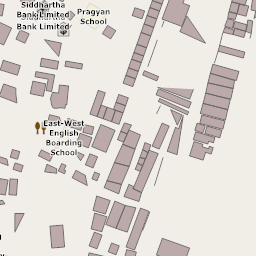 Siddhartha
Bank Limited
Bank Limited
Pragyan
School
East-West
English
Boarding
School